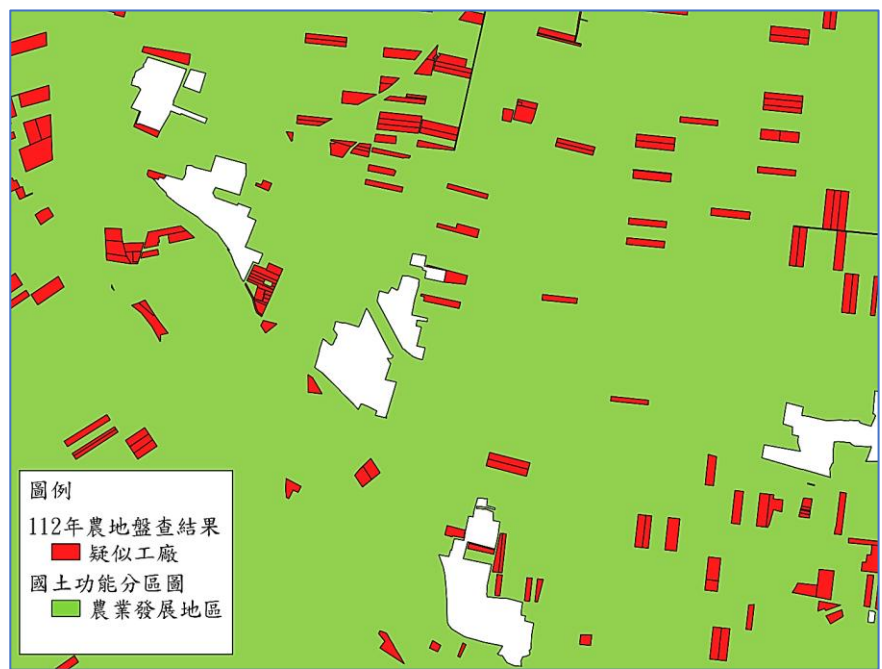 圖例
112年農地盤查結果
疑似工廠
國土功能分區圖
農業發展地區